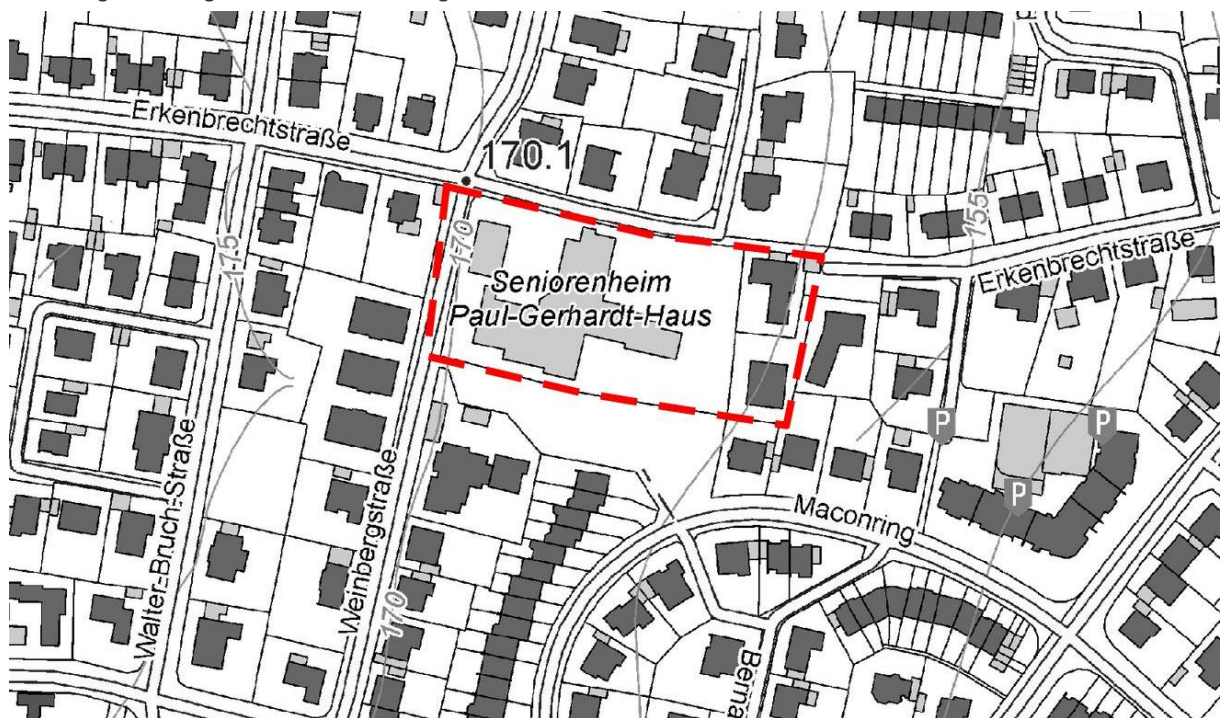 Erkenbrechtstraße
170.1
170
175
155
Seniorenheim
Paul-Gerhardt-Haus
Erkenbrechtstraße
P
P
P
Maconring
Walter-Bruch-Straße
Weinbergstraße
170
Berna